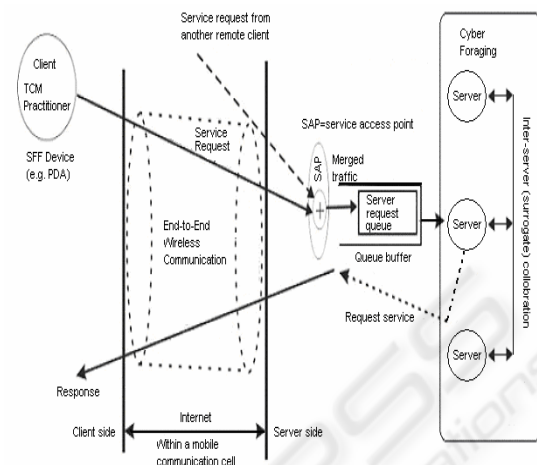 Client
TCM
Practitioner
SFF Device
(e.g. PDA)
Service request from
another remote client
Service
Request
End-to-End
Wireless
Communication
SAP=service access point
SAP
Merged
traffic
+
Server
request
queue
Queue buffer
Request service
Cyber
Foraging
Server
Server
Server
Inter-server (surrogate) collobration
Response
Client side
Internet
Server side
Within a mobile
communication cell